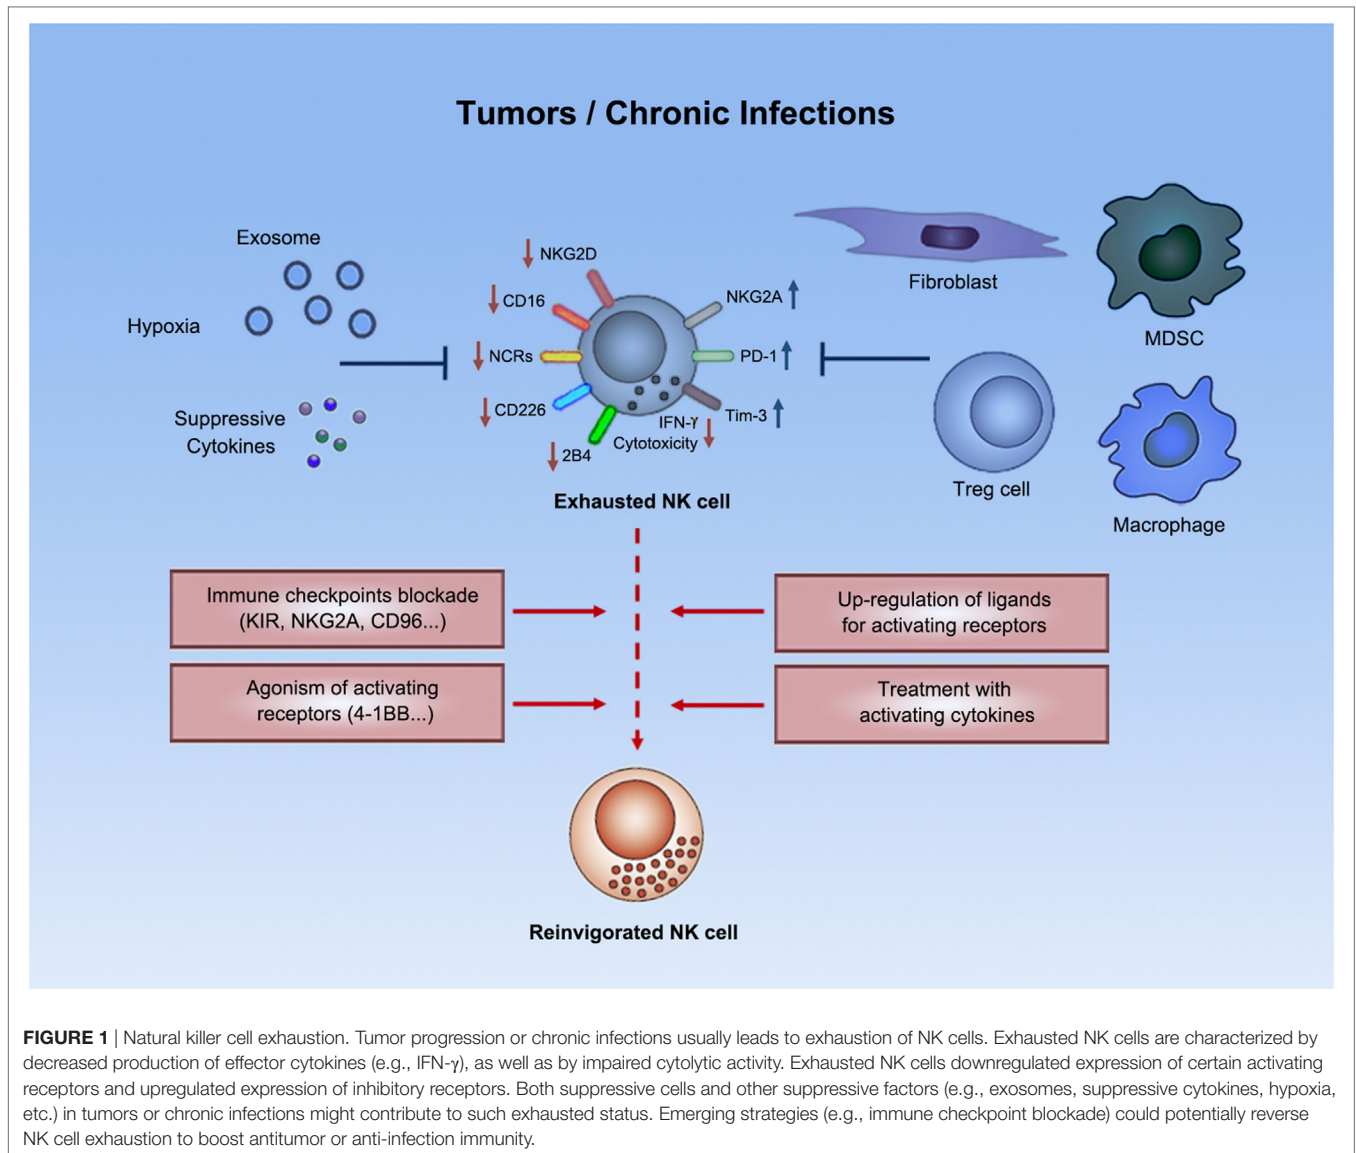 Tumors / Chronic Infections
Exosome
Hypoxia
Suppressive
Cytokines
NKG2D
CD16
NCRs
CD226
2B4
NKG2A
PD-1
Tim-3
IFN-γ
Cytotoxicity
Exhausted NK cell
Fibroblast
MDSC
Treg cell
Macrophage
Immune checkpoints blockade
(KIR, NKG2A, CD96...)
Agonism of activating
receptors (4-1BB...)
Up-regulation of ligands
for activating receptors
Treatment with
activating cytokines
Reinvigorated NK cell
FIGURE 1 | Natural killer cell exhaustion. Tumor progression or chronic infections usually leads to exhaustion of NK cells. Exhausted NK cells are characterized by
decreased production of effector cytokines (e.g., IFN-γ), as well as by impaired cytolytic activity. Exhausted NK cells downregulated expression of certain activating
receptors and upregulated expression of inhibitory receptors. Both suppressive cells and other suppressive factors (e.g., exosomes, suppressive cytokines, hypoxia,
etc.) in tumors or chronic infections might contribute to such exhausted status. Emerging strategies (e.g., immune checkpoint blockade) could potentially reverse
NK cell exhaustion to boost antitumor or anti-infection immunity.